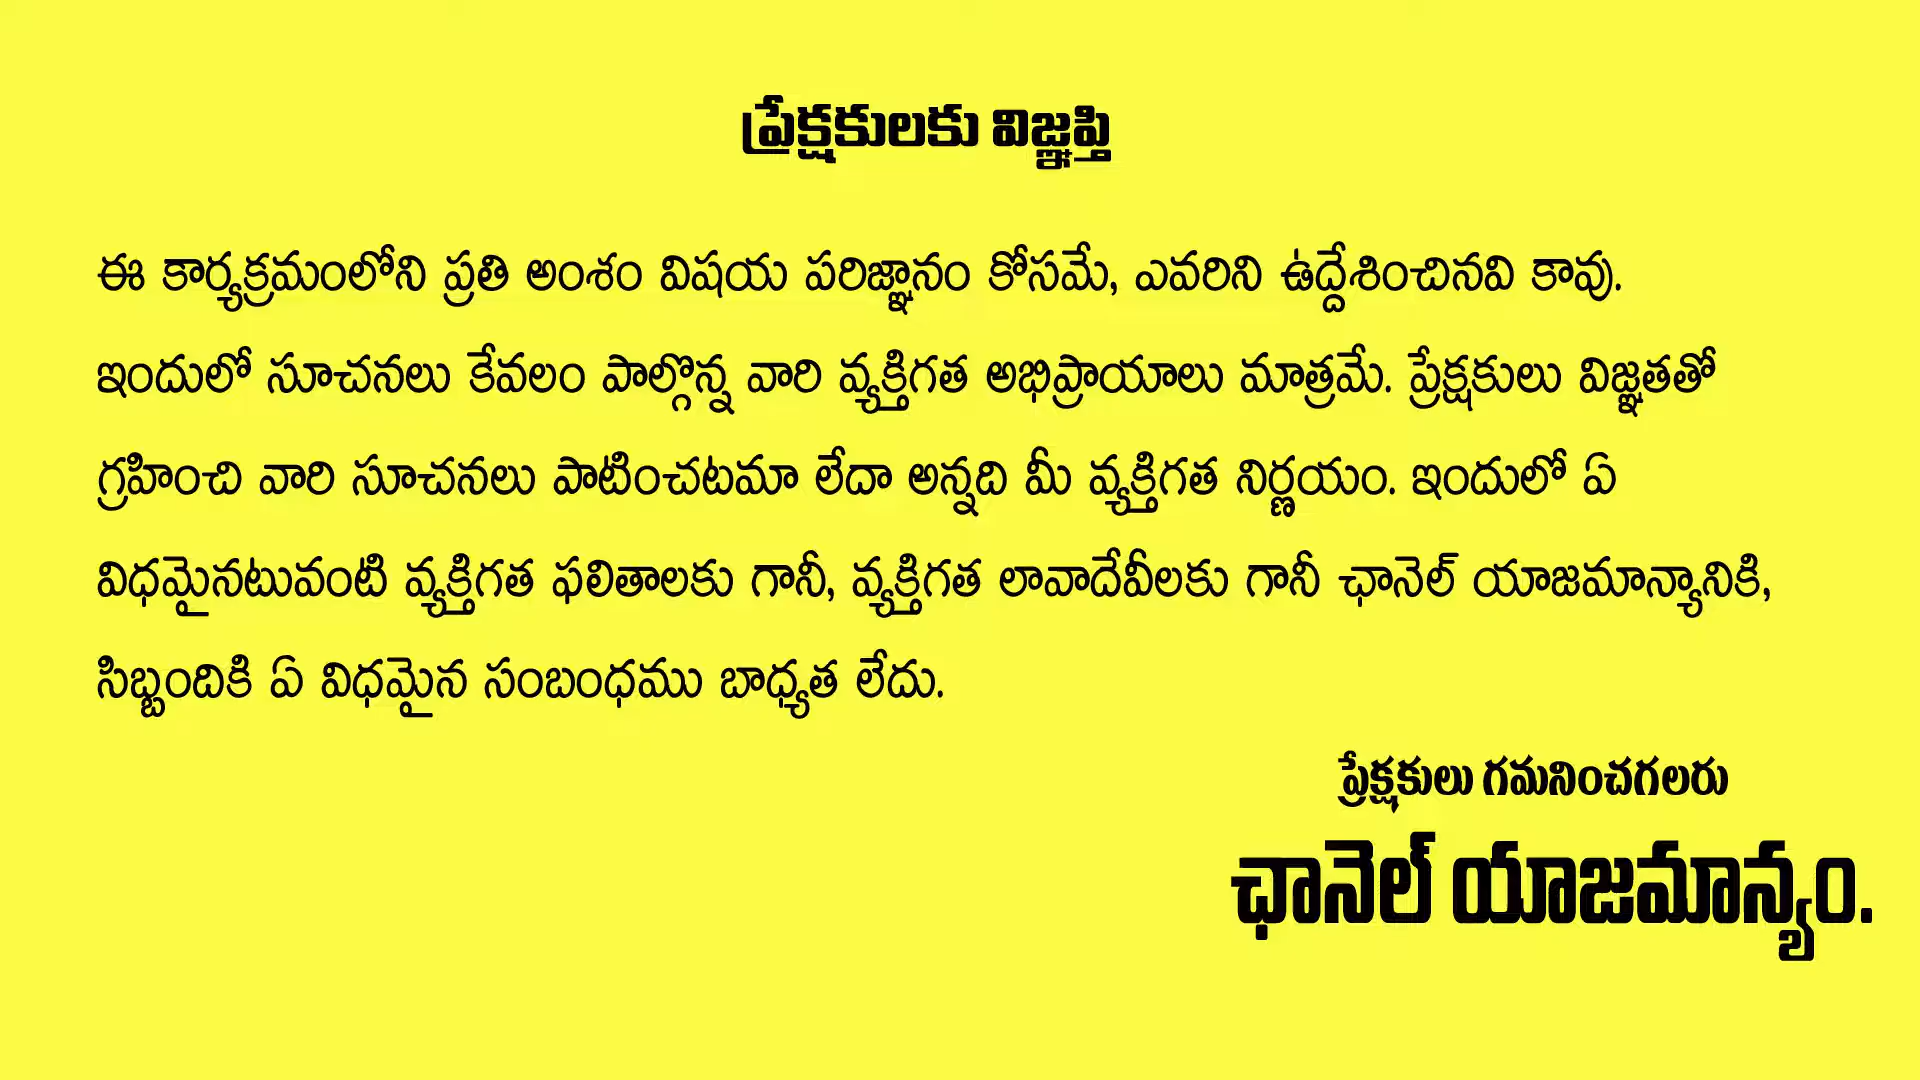 ప్రేక్షకులకు విజ్ఞప్తి
ఈ కార్యక్రమంలోని ప్రతి అంశం విషయ పరిజ్ఞానం కోసమే, ఎవరిని ఉద్దేశించినవి కావు.
ఇందులో సూచనలు కేవలం పాల్గొన్న వారి వ్యక్తిగత అభిప్రాయాలు మాత్రమే. ప్రేక్షకులు విజ్ఞతతో
గ్రహించి వారి సూచనలు పాటించటమా లేదా అన్నది మీ వ్యక్తిగత నిర్ణయం. ఇందులో ఏ
విధమైనటువంటి వ్యక్తిగత ఫలితాలకు గానీ, వ్యక్తిగత లావాదేవీలకు గానీ ఛానెల్ యాజమాన్యానికి,
సిబ్బందికి ఏ విధమైన సంబంధము బాధ్యత లేదు.
ప్రేక్షకులు గమనించగలరు
ఛానెల్ యాజమాన్యం.